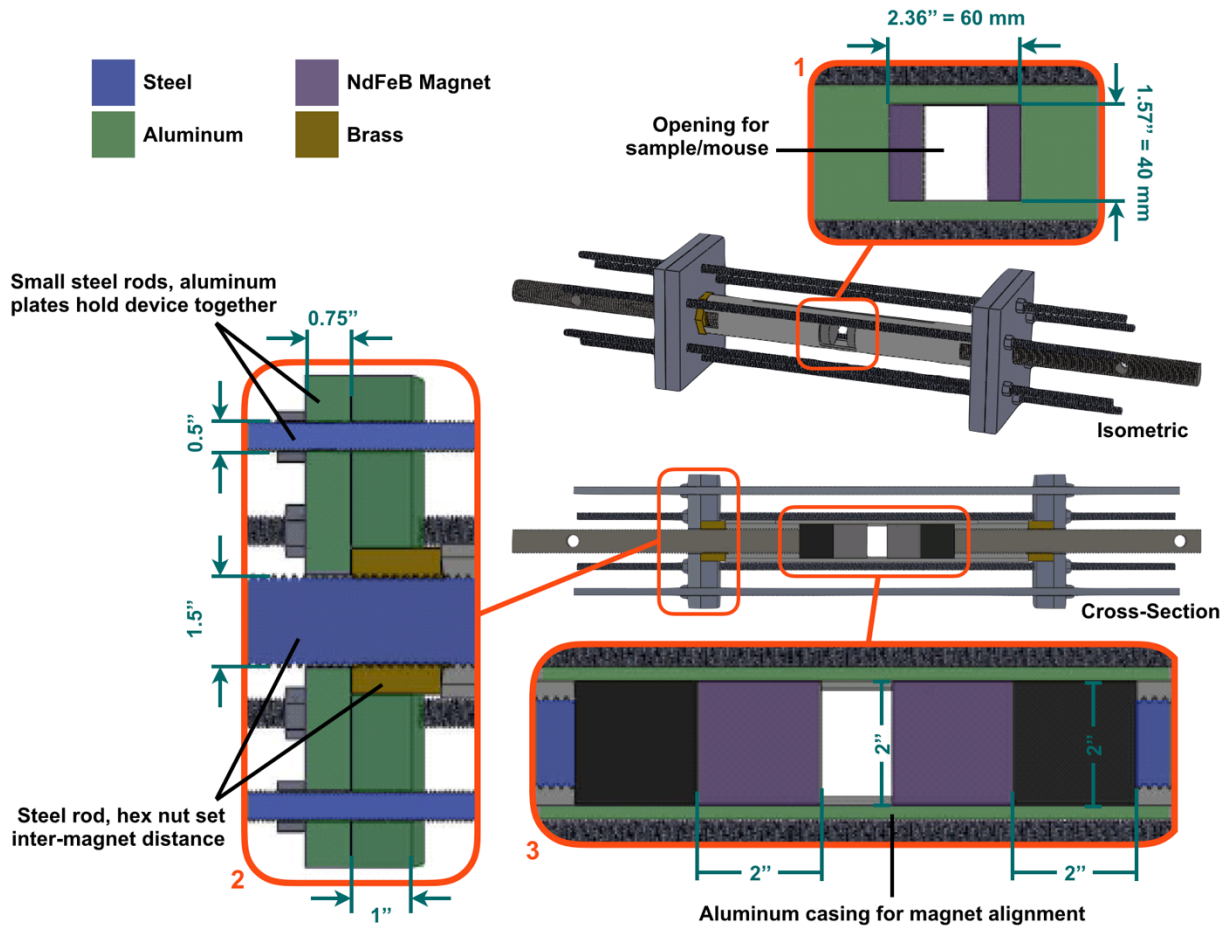 Steel
NdFeB Magnet
Aluminum
Brass
2.36” = 60 mm
1
Opening for
sample/mouse
1.57” = 40 mm
Isometric
Small steel rods, aluminum
plates hold device together
0.75”
0.5”
1.5”
Steel rod, hex nut set
inter-magnet distance
2
1”
Cross-Section
2”
2”
3
2”
2”
Aluminum casing for magnet alignment